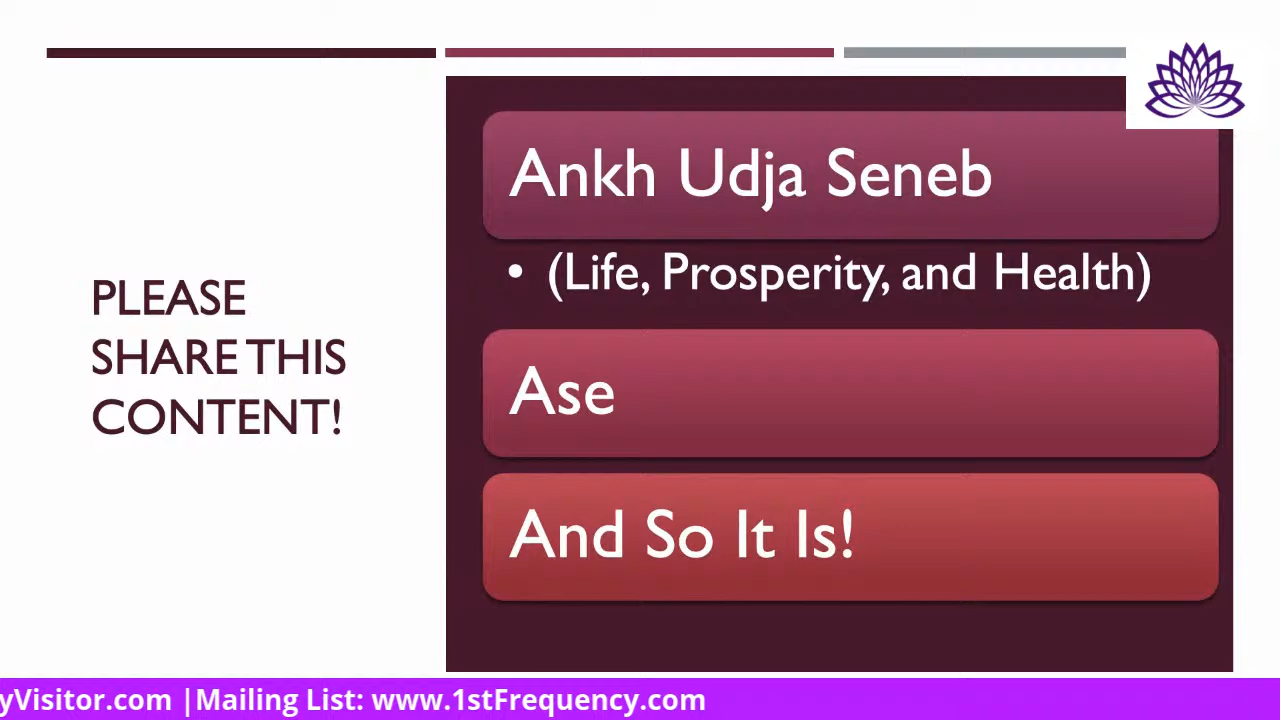 PLEASE
SHARE THIS
CONTENT!
Ankh Udja Seneb
• (Life, Prosperity, and Health)
Ase
And So It Is!
yVisitor.com |Mailing List: www.1stFrequency.com